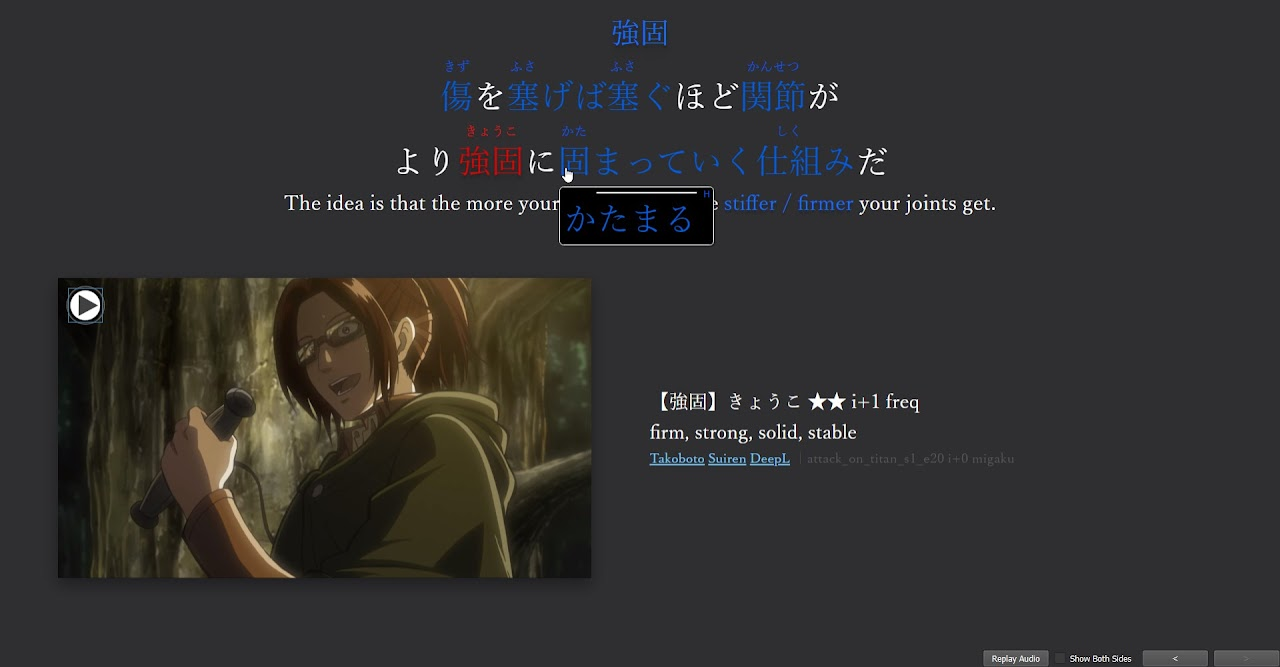 強固
きず ふさ ふさ かんせつ
傷を塞げば塞ぐほど関節が
きょうこ かた しく
より強固に固まっていく仕組みだ
The idea is that the more your e stiffer / firmer your joints get.
H
かたまる
【強固】きょうこ ★★ i+1 freq
firm, strong, solid, stable
Takoboto Suiren DeepL | attack_on_titan_s1_e20 i+0 migaku
Replay Audio Show Both Sides < >